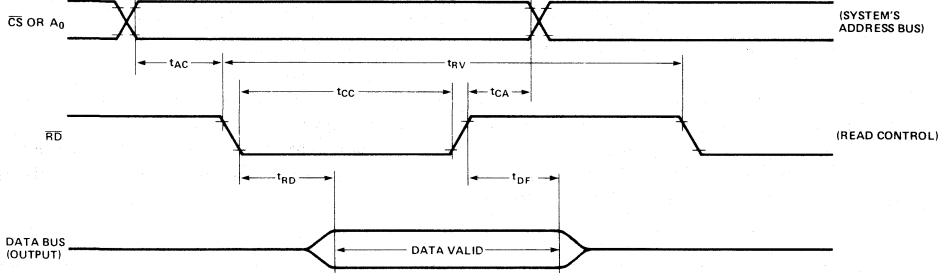 CS OR A0
(SYSTEM'S
ADDRESS BUS)
tAC
tRV
tCC
tCA
RD
(READ CONTROL)
tRD
tDF
DATA BUS
(OUTPUT)
DATA VALID